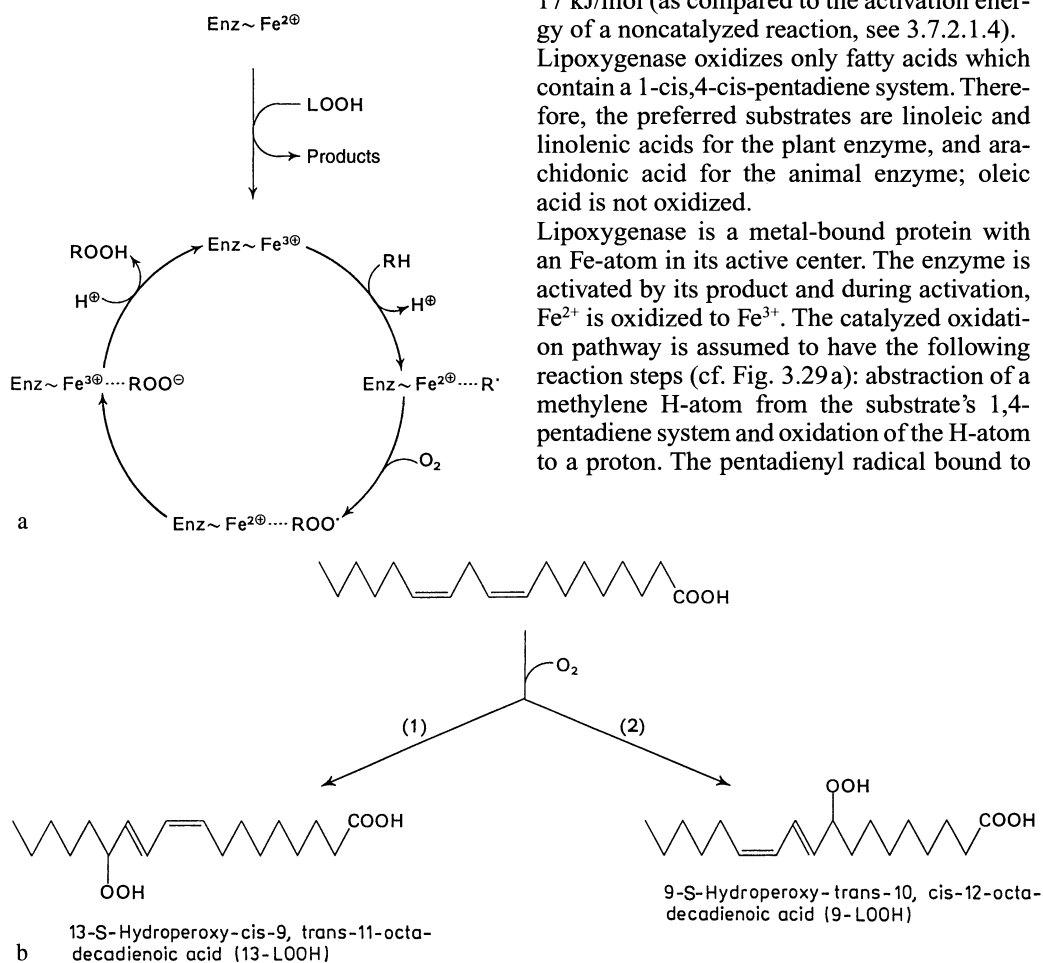 Enz~Fe²⊕
LOOH
Products
Enz~Fe³⊕
ROOH
H⊕
RH
H⊕
Enz~Fe³⊕····ROO⊖
Enz~Fe²⊕····R·
O₂
Enz~Fe²⊕····ROO·
a
17 kJ/mol (as compared to the activation ener-
gy of a noncatalyzed reaction, see 3.7.2.1.4).
Lipoxygenase oxidizes only fatty acids which
contain a 1-cis,4-cis-pentadiene system. There-
fore, the preferred substrates are linoleic and
linolenic acids for the plant enzyme, and ara-
chidonic acid for the animal enzyme; oleic
acid is not oxidized.
Lipoxygenase is a metal-bound protein with
an Fe-atom in its active center. The enzyme is
activated by its product and during activation,
Fe²⁺ is oxidized to Fe³⁺. The catalyzed oxidati-
on pathway is assumed to have the following
reaction steps (cf. Fig. 3.29 a): abstraction of a
methylene H-atom from the substrate's 1,4-
pentadiene system and oxidation of the H-atom
to a proton. The pentadienyl radical bound to
COOH
O₂
(1)
(2)
COOH
OOH
13-S-Hydroperoxy-cis-9, trans-11-octa-
decadienoic acid (13-LOOH)
OOH
COOH
9-S-Hydroperoxy-trans-10, cis-12-octa-
decadienoic acid (9-LOOH)
b